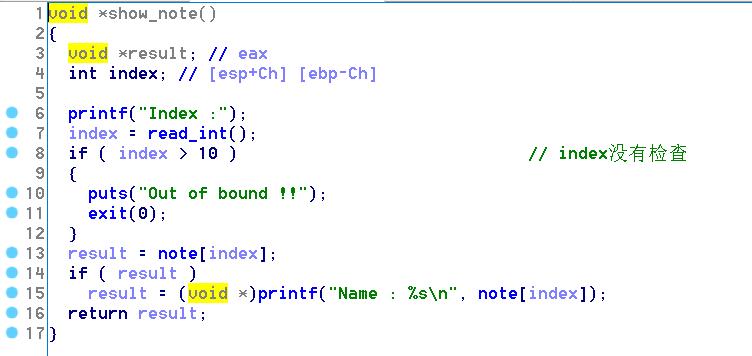 1 void *show_note()
2 {
3   void *result; // eax
4   int index; // [esp+Ch] [ebp-Ch]
5
6   printf("Index :");
7   index = read_int();
8   if ( index > 10 )                             // index没有检查
9   {
10     puts("Out of bound !!");
11     exit(0);
12   }
13   result = note[index];
14   if ( result )
15     result = (void *)printf("Name : %s\n", note[index]);
16   return result;
17 }